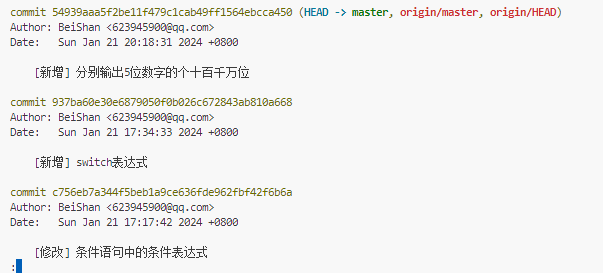 commit 54939aaa5f2be11f479c1cab49ff1564ebcca450 (HEAD -> master, origin/master, origin/HEAD)
Author: BeiShan <623945900@qq.com>
Date:   Sun Jan 21 20:18:31 2024 +0800
[新增] 分别输出5位数字的个十百千万位
commit 937ba60e30e6879050f0b026c672843ab810a668
Author: BeiShan <623945900@qq.com>
Date:   Sun Jan 21 17:34:33 2024 +0800
[新增] switch表达式
commit c756eb7a344f5beb1a9ce636fde962fbf42f6b6a
Author: BeiShan <623945900@qq.com>
Date:   Sun Jan 21 17:17:42 2024 +0800
[修改] 条件语句中的条件表达式
: